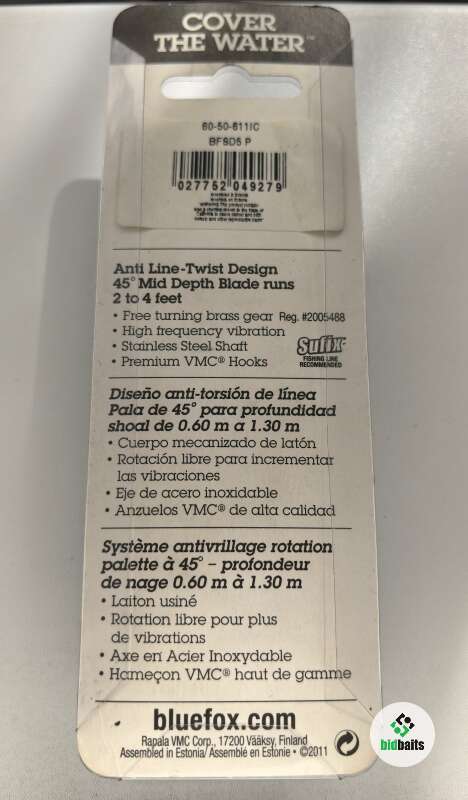 COVER
THE WATER™
60-50-611IC
BFSD5 P
027752 049279
Anti Line-Twist Design
45° Mid Depth Blade runs
2 to 4 feet
• Free turning brass gear Reg. #2005488
• High frequency vibration
• Stainless Steel Shaft
• Premium VMC® Hooks
Sufix
FISHING LINE
RECOMMENDED
Diseño anti-torsión de línea
Pala de 45° para profundidad
shoal de 0.60 m a 1.30 m
• Cuerpo mecanizado de latón
• Rotación libre para incrementar
las vibraciones
• Eje de acero inoxidable
• Anzuelos VMC® de alta calidad
Système antivrillage rotation
palette à 45° – profondeur
de nage 0.60 m à 1.30 m
• Laiton usiné
• Rotation libre pour plus
de vibrations
• Axe en Acier Inoxydable
• Hameçon VMC® haut de gamme
bluefox.com
Rapala VMC Corp., 17200 Vääksy, Finland
Assembled in Estonia/ Assemblé en Estonie • ©2011
bidbaits